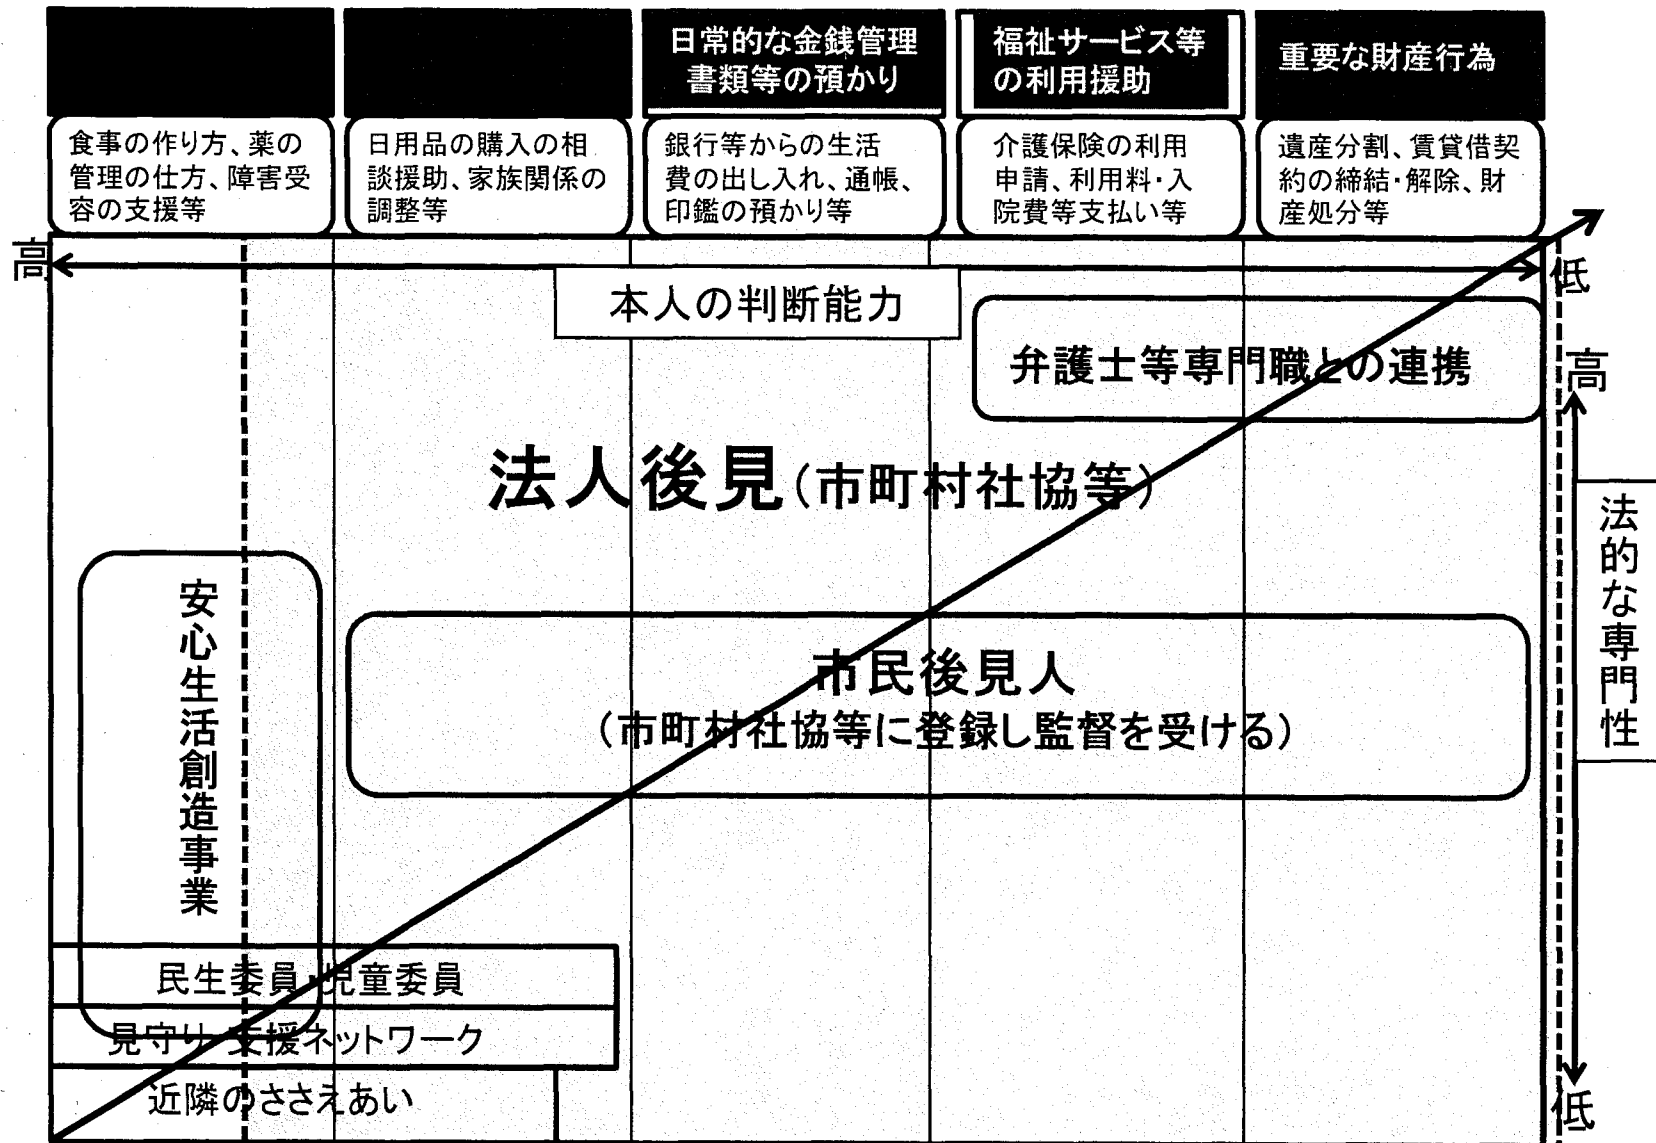 日常的な金銭管理
書類等の預かり
福祉サービス等
の利用援助
重要な財産行為
食事の作り方、薬の
管理の仕方、障害受
容の支援等
日用品の購入の相
談援助、家族関係の
調整等
銀行等からの生活
費の出し入れ、通帳、
印鑑の預かり等
介護保険の利用
申請、利用料・入
院費等支払い等
遺産分割、賃貸借契
約の締結・解除、財
産処分等
高
本人の判断能力
低
弁護士等専門職との連携
高
法人後見(市町村社協等)
法的な専門性
安心生活創造事業
市民後見人
(市町村社協等に登録し監督を受ける)
民生委員・児童委員
見守り・支援ネットワーク
近隣のささえあい
低